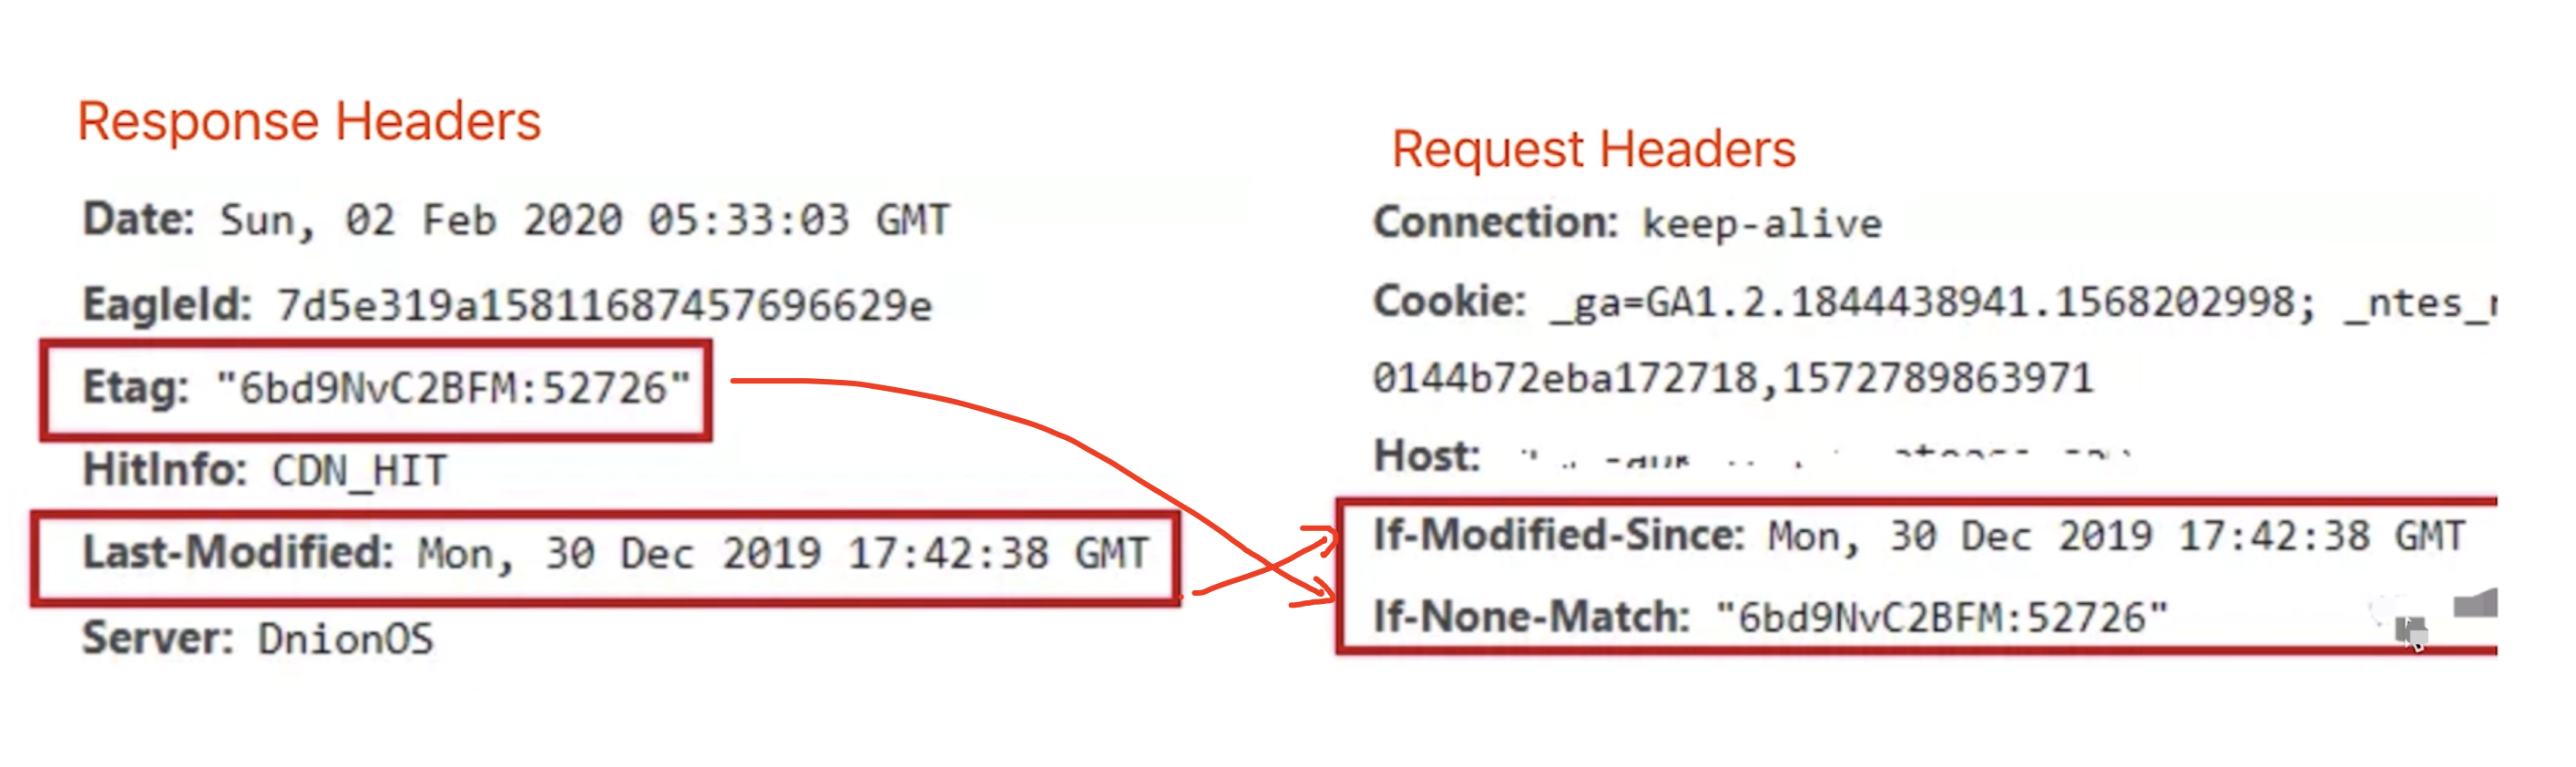 Response Headers
Date: Sun, 02 Feb 2020 05:33:03 GMT
EagleId: 7d5e319a15811687457696629e
Etag: "6bd9NvC2BFM:52726"
HitInfo: CDN_HIT
Last-Modified: Mon, 30 Dec 2019 17:42:38 GMT
Server: DnionOS
Request Headers
Connection: keep-alive
Cookie: _ga=GA1.2.1844438941.1568202998;
0144b72eba172718,1572789863971
Host:
If-Modified-Since: Mon, 30 Dec 2019 17:42:38 GMT
If-None-Match: "6bd9NvC2BFM:52726"